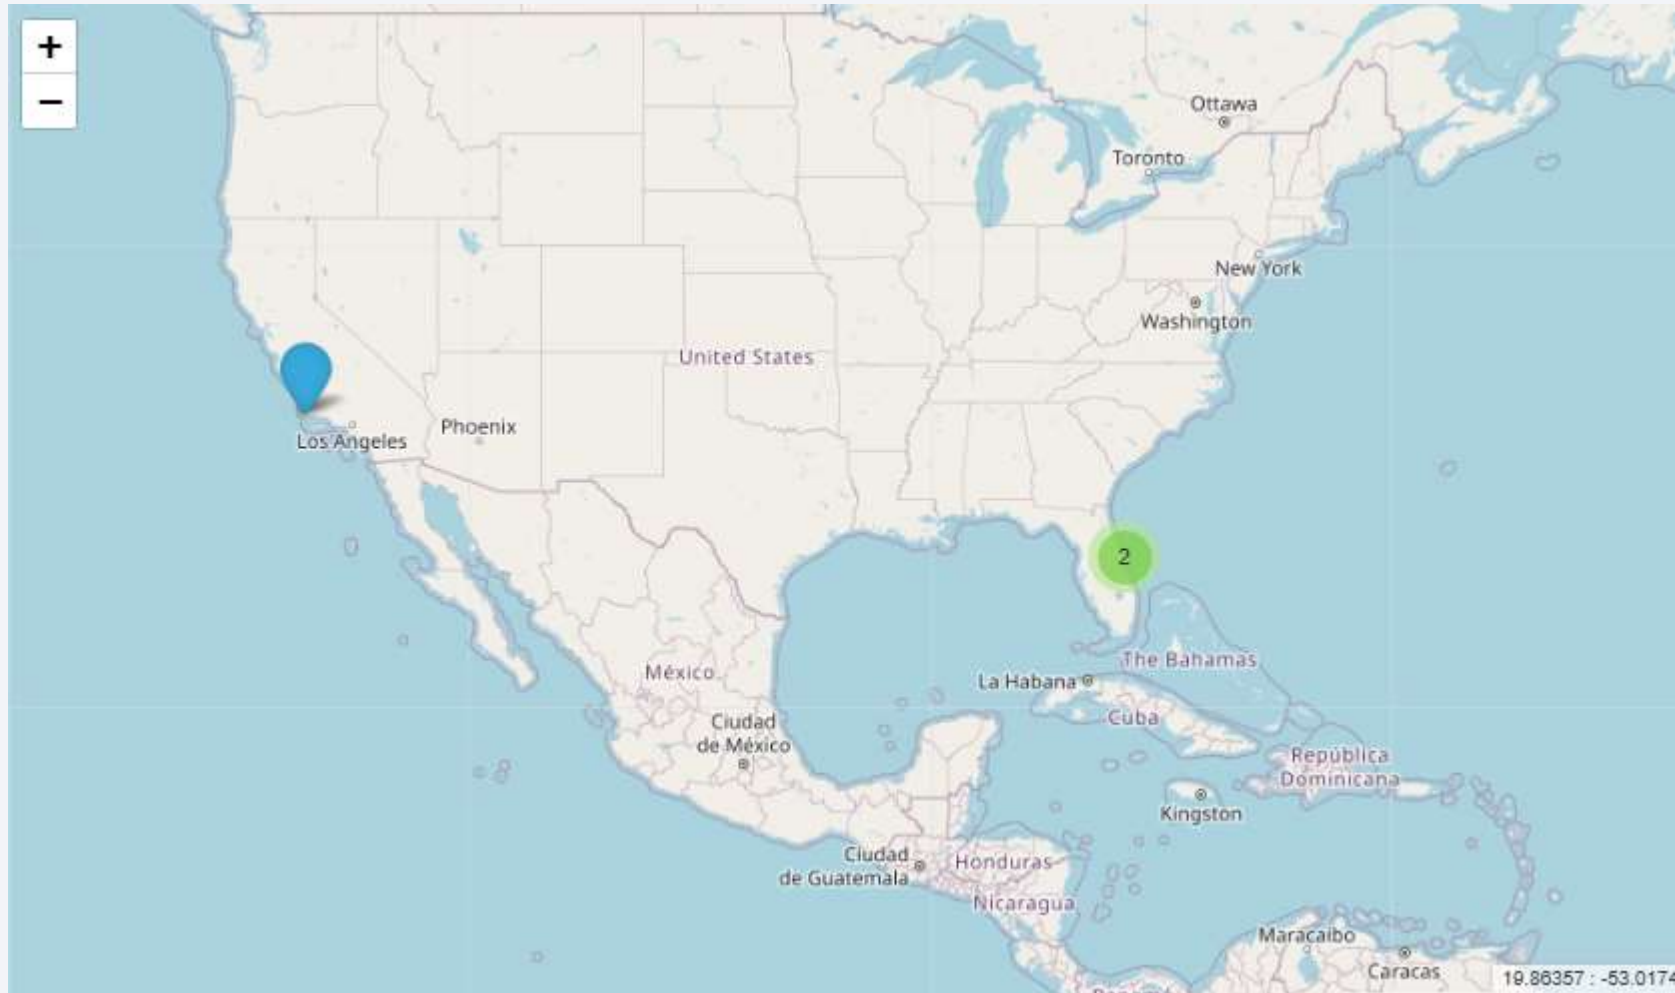 +
−
Ottawa
Toronto
New York
Washington
United States
Los Angeles
Phoenix
2
The Bahamas
México
La Habana
Cuba
Ciudad
de México
República
Dominicana
Kingston
Ciudad
de Guatemala
Honduras
Nicaragua
Maracaibo
Caracas
19.86357 : -53.0174